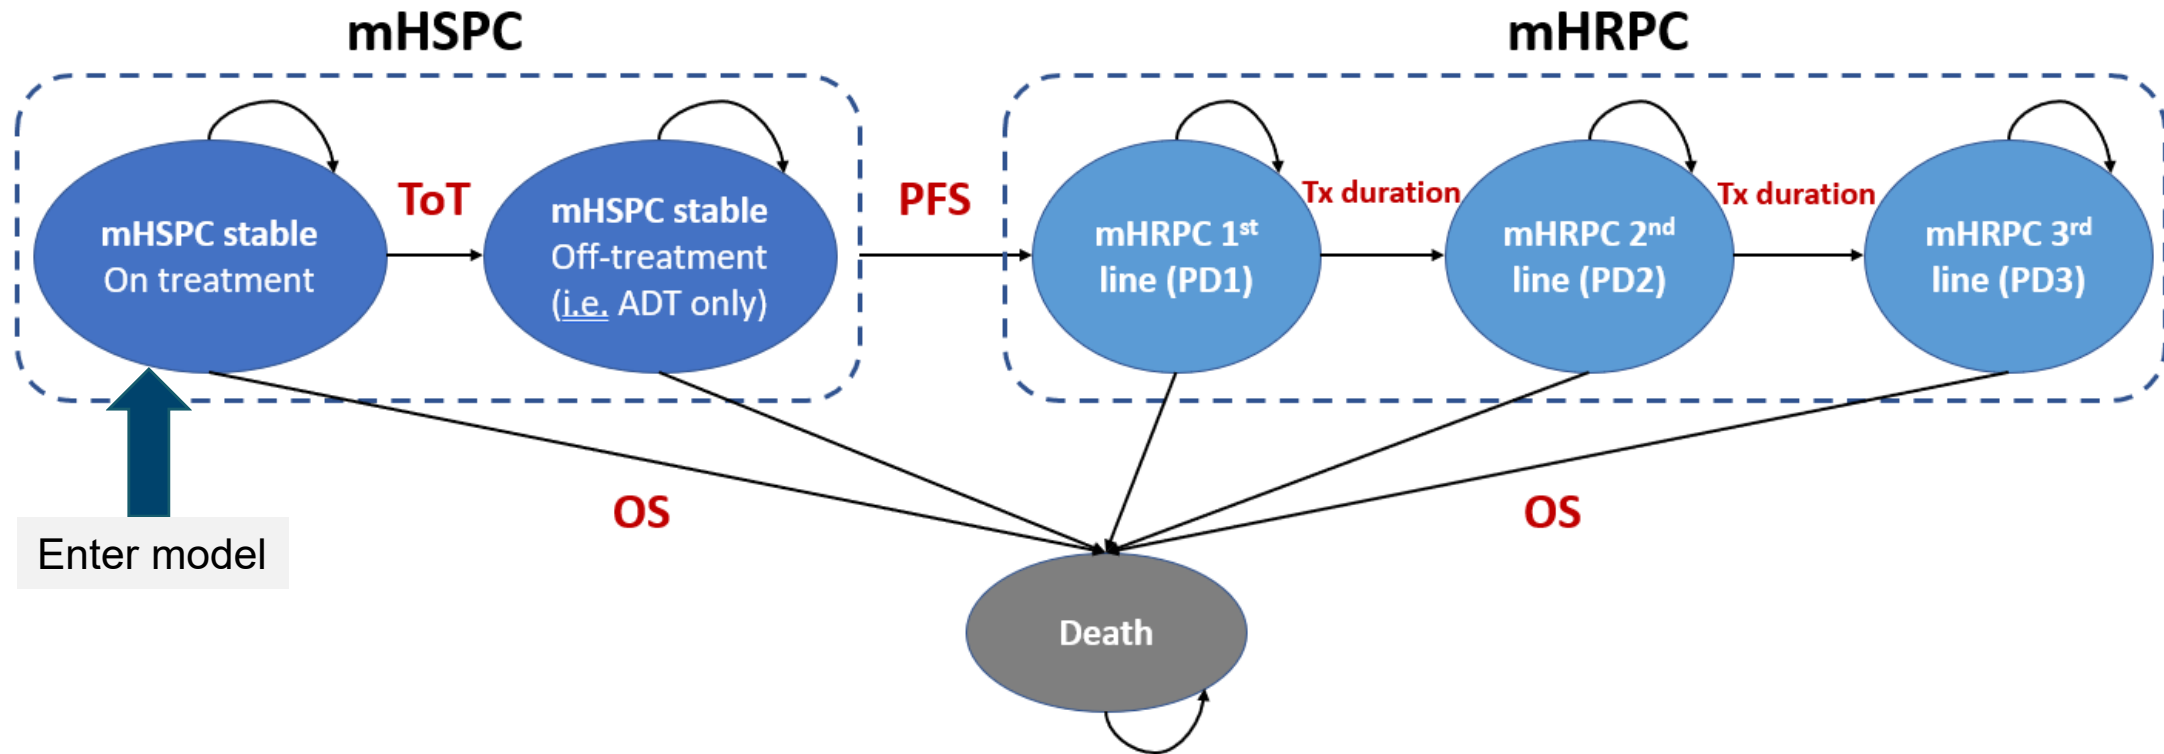 mHSPC
mHRPC
mHSPC stable
On treatment
ToT
mHSPC stable
Off-treatment
(i.e. ADT only)
PFS
mHRPC 1st
line (PD1)
Tx duration
mHRPC 2nd
line (PD2)
Tx duration
mHRPC 3rd
line (PD3)
OS
OS
Enter model
Death